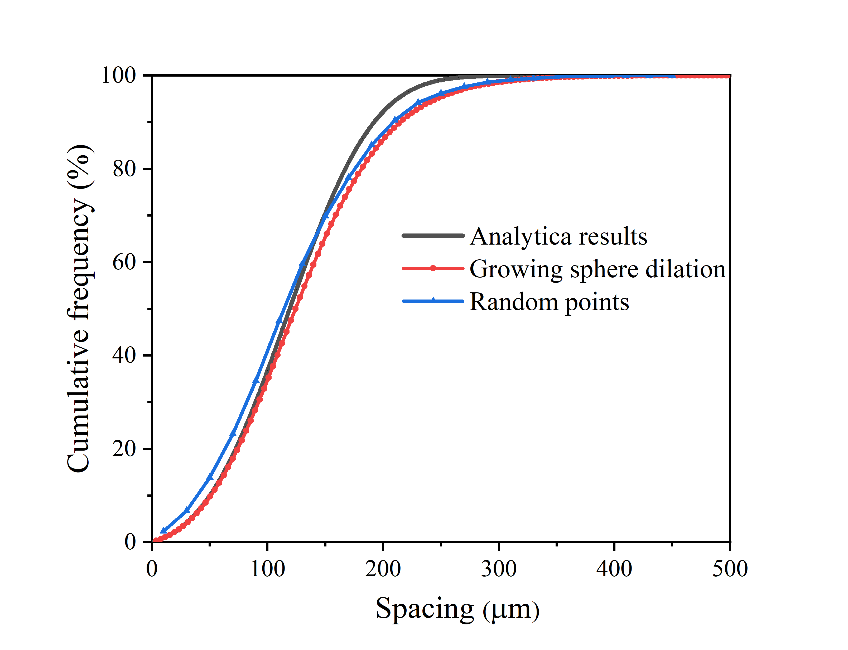 100
80
60
40
20
0
Cumulative frequency (%)
Analytica results
Growing sphere dilation
Random points
0 100 200 300 400 500
Spacing (μm)